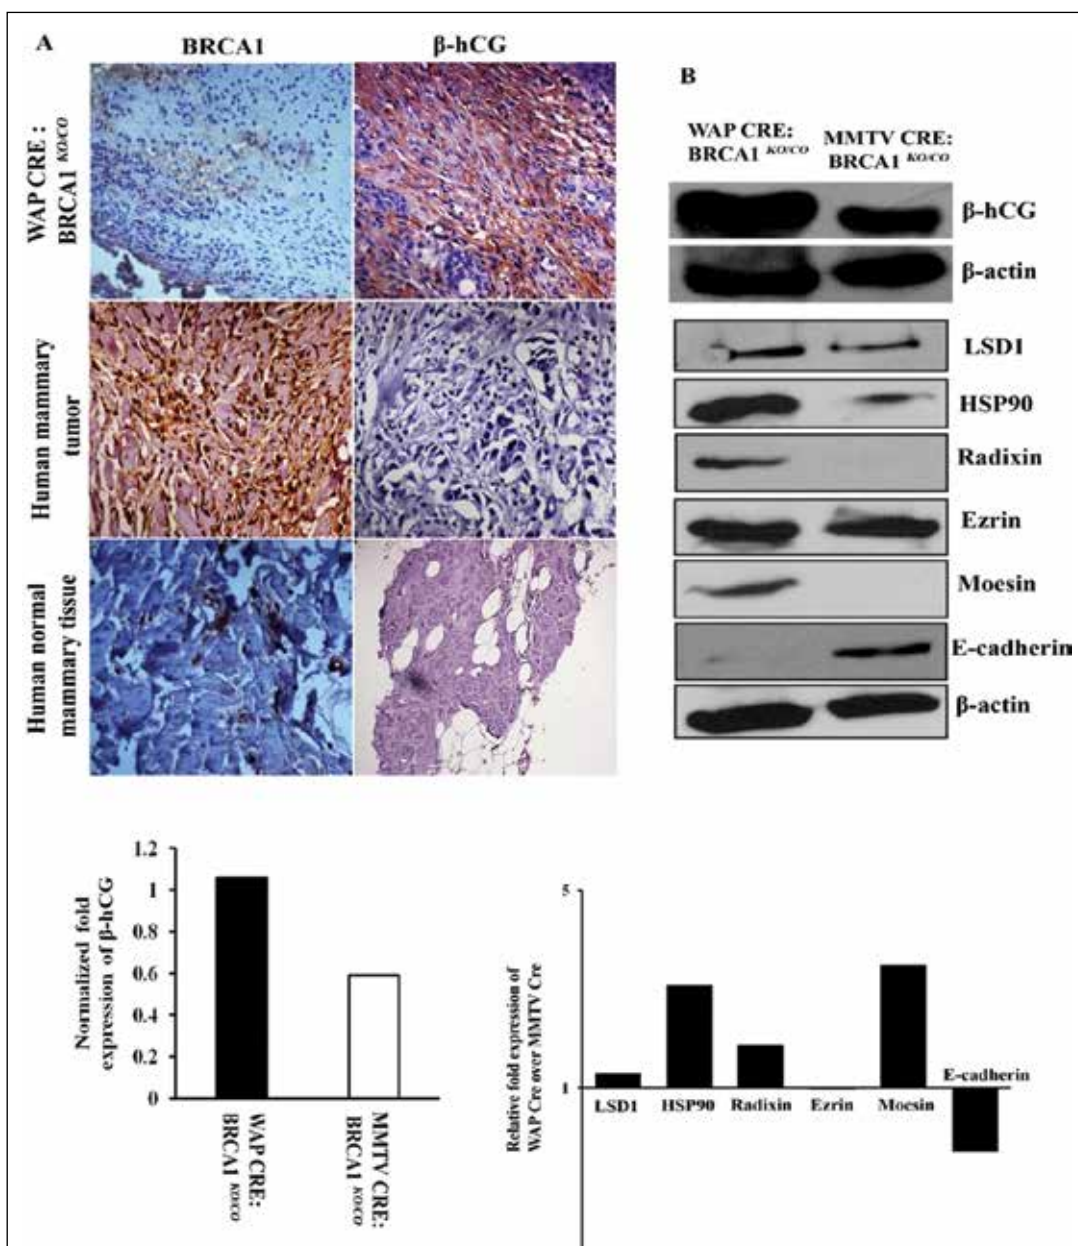 A
BRCA1
β-hCG
WAP CRE :
BRCA1 KO/CO
Human mammary
tumor
Human normal
mammary tissue
B
WAP CRE:
BRCA1 KO/CO
MMTV CRE:
BRCA1 KO/CO
β-hCG
β-actin
LSD1
HSP90
Radixin
Ezrin
Moesin
E-cadherin
β-actin
Normalized fold
expression of β-hCG
1.2
1
0.8
0.6
0.4
0.2
0
WAP CRE:
BRCA1 KO/CO
MMTV CRE:
BRCA1 KO/CO
Relative fold expression of
WAP Cre over MMTV Cre
5
1
LSD1
HSP90
Radixin
Ezrin
Moesin
E-cadherin